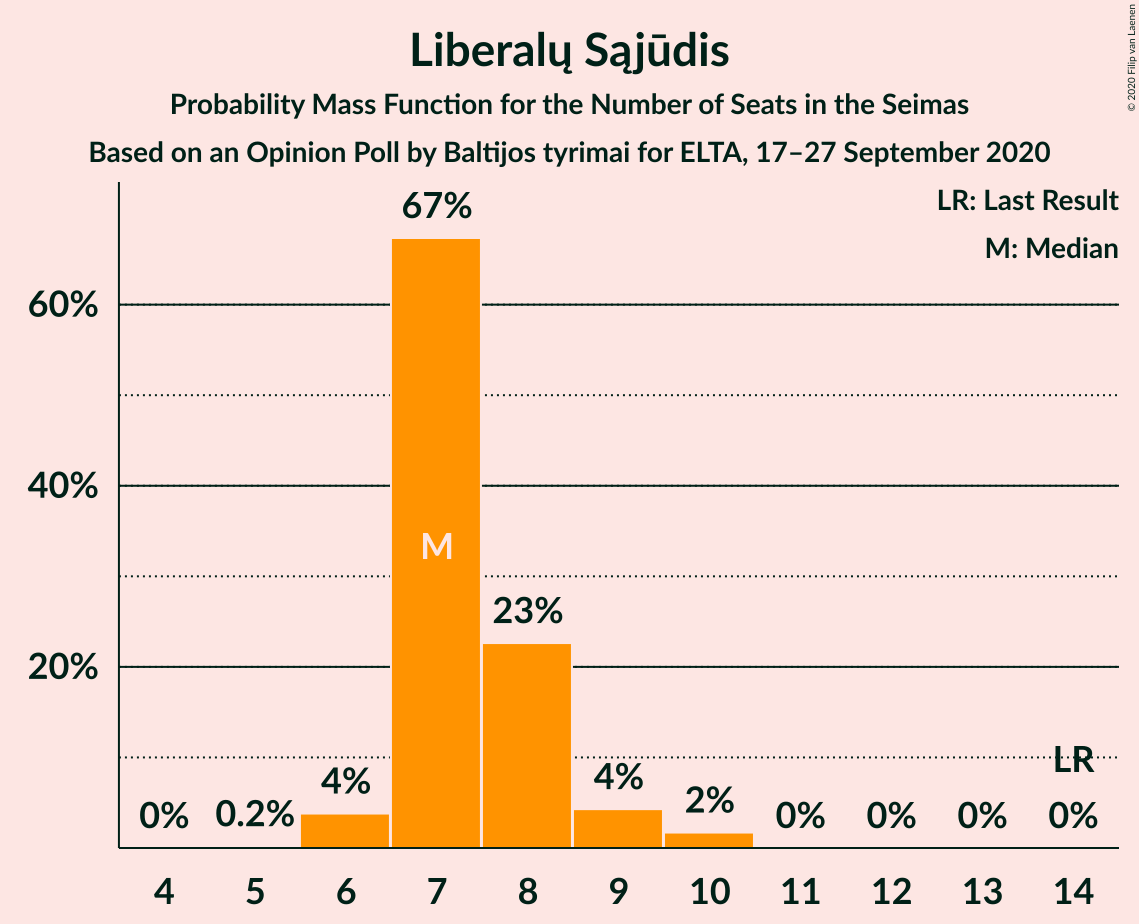 Liberalų Sąjūdis
Probability Mass Function for the Number of Seats in the Seimas
Based on an Opinion Poll by Baltijos tyrimai for ELTA, 17–27 September 2020
© 2020 Filip van Laenen
LR: Last Result
M: Median
67%
60%
40%
M
23%
20%
LR
4%
4%
2%
0%
0.2%
0%
0%
0%
0%
4 5 6 7 8 9 10 11 12 13 14